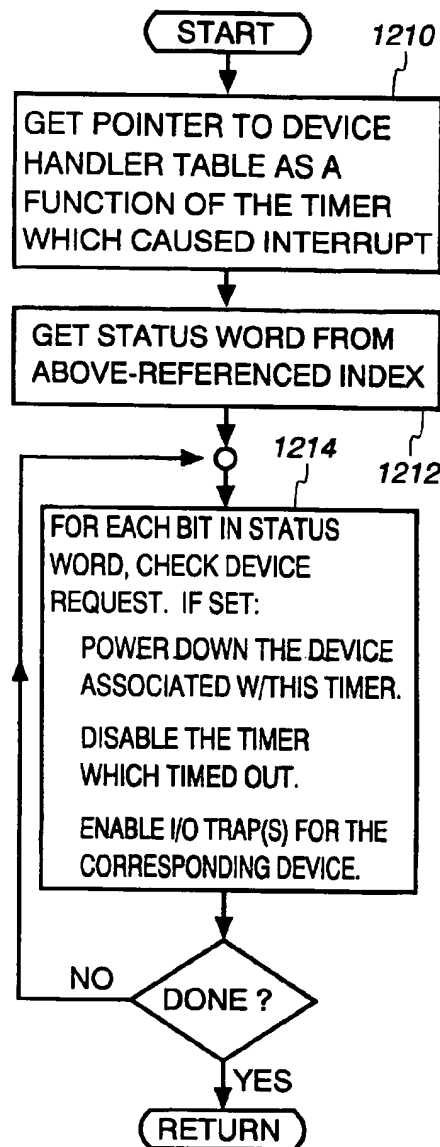 START
1210
GET POINTER TO DEVICE
HANDLER TABLE AS A
FUNCTION OF THE TIMER
WHICH CAUSED INTERRUPT
GET STATUS WORD FROM
ABOVE-REFERENCED INDEX
1212
1214
FOR EACH BIT IN STATUS
WORD, CHECK DEVICE
REQUEST. IF SET:
POWER DOWN THE DEVICE
ASSOCIATED W/THIS TIMER.
DISABLE THE TIMER
WHICH TIMED OUT.
ENABLE I/O TRAP(S) FOR THE
CORRESPONDING DEVICE.
NO
DONE ?
YES
RETURN